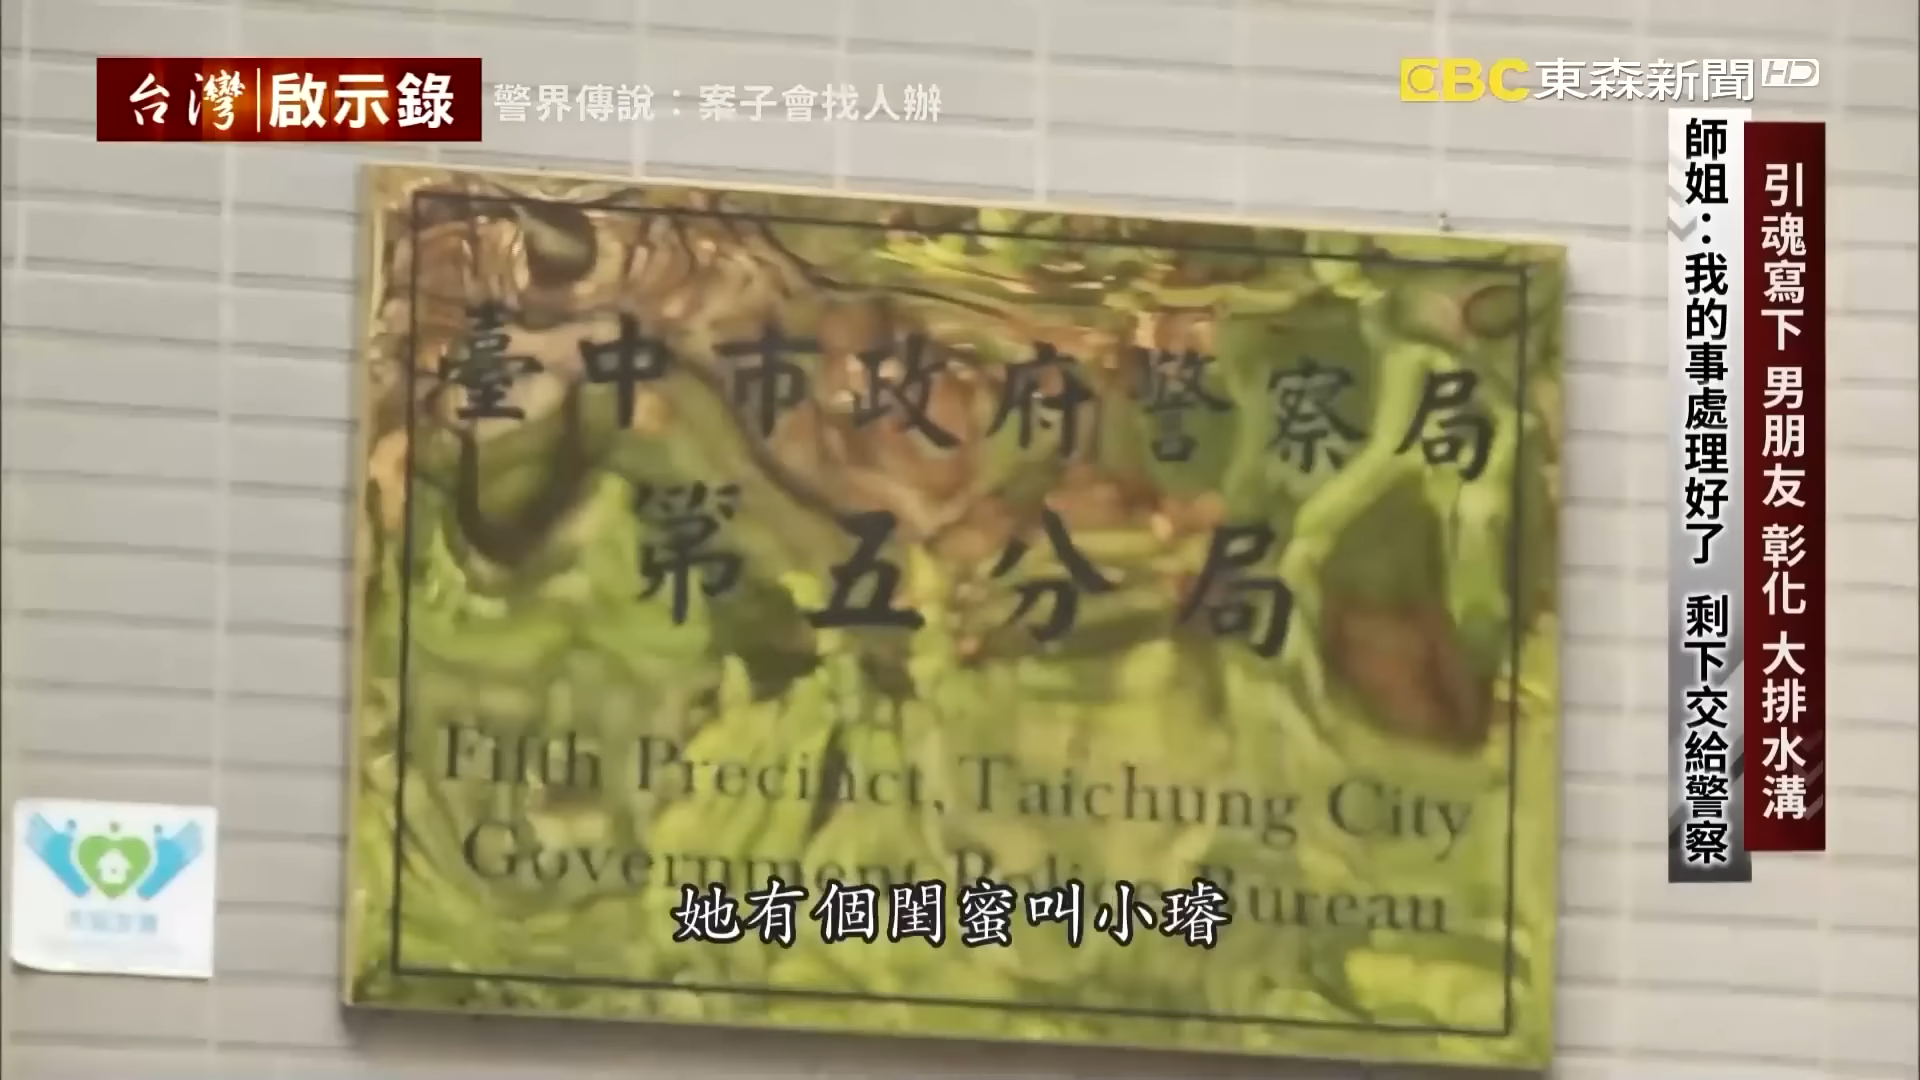 台灣啟示錄
警界傳說：案子會找人辦
EBC東森新聞HD
引魂寫下 男朋友 彰化 大排水溝
師姐：我的事處理好了 剩下交給警察
臺中市政府警察局
第五分局
Fifth Precinct, Taichung City
Government Police Bureau
她有個閨蜜叫小璿